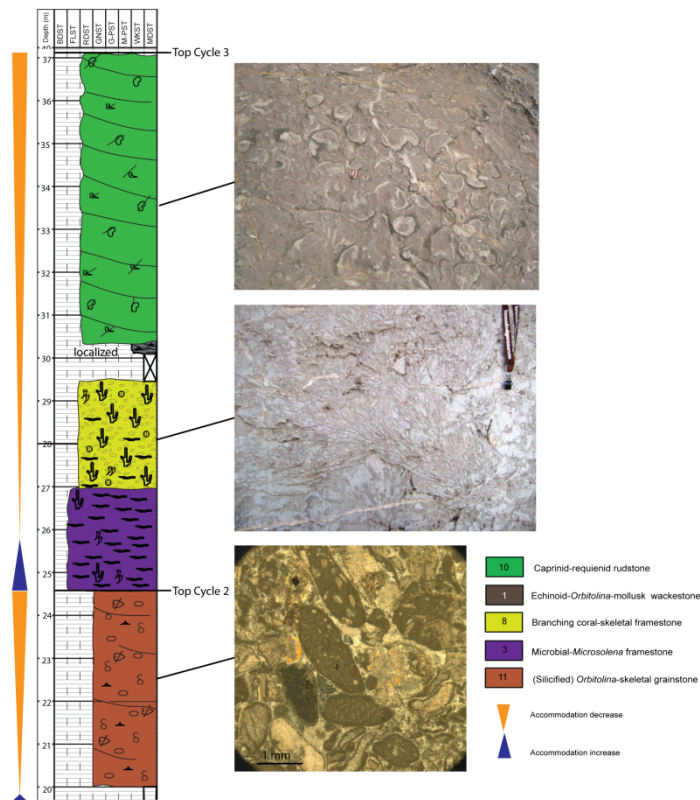 Depth (m)
BDST
FLST
RDST
GNST
G-PST
M-PST
WKST
MDST
Top Cycle 3
37
36
35
34
33
32
31
localized
30
29
28
27
26
25
Top Cycle 2
24
23
22
21
20
1 mm
10 Caprinid-requienid rudstone
1 Echinoid-Orbitolina-mollusk wackestone
8 Branching coral-skeletal framestone
3 Microbial-Microsolena framestone
11 (Silicified) Orbitolina-skeletal grainstone
Accommodation decrease
Accommodation increase